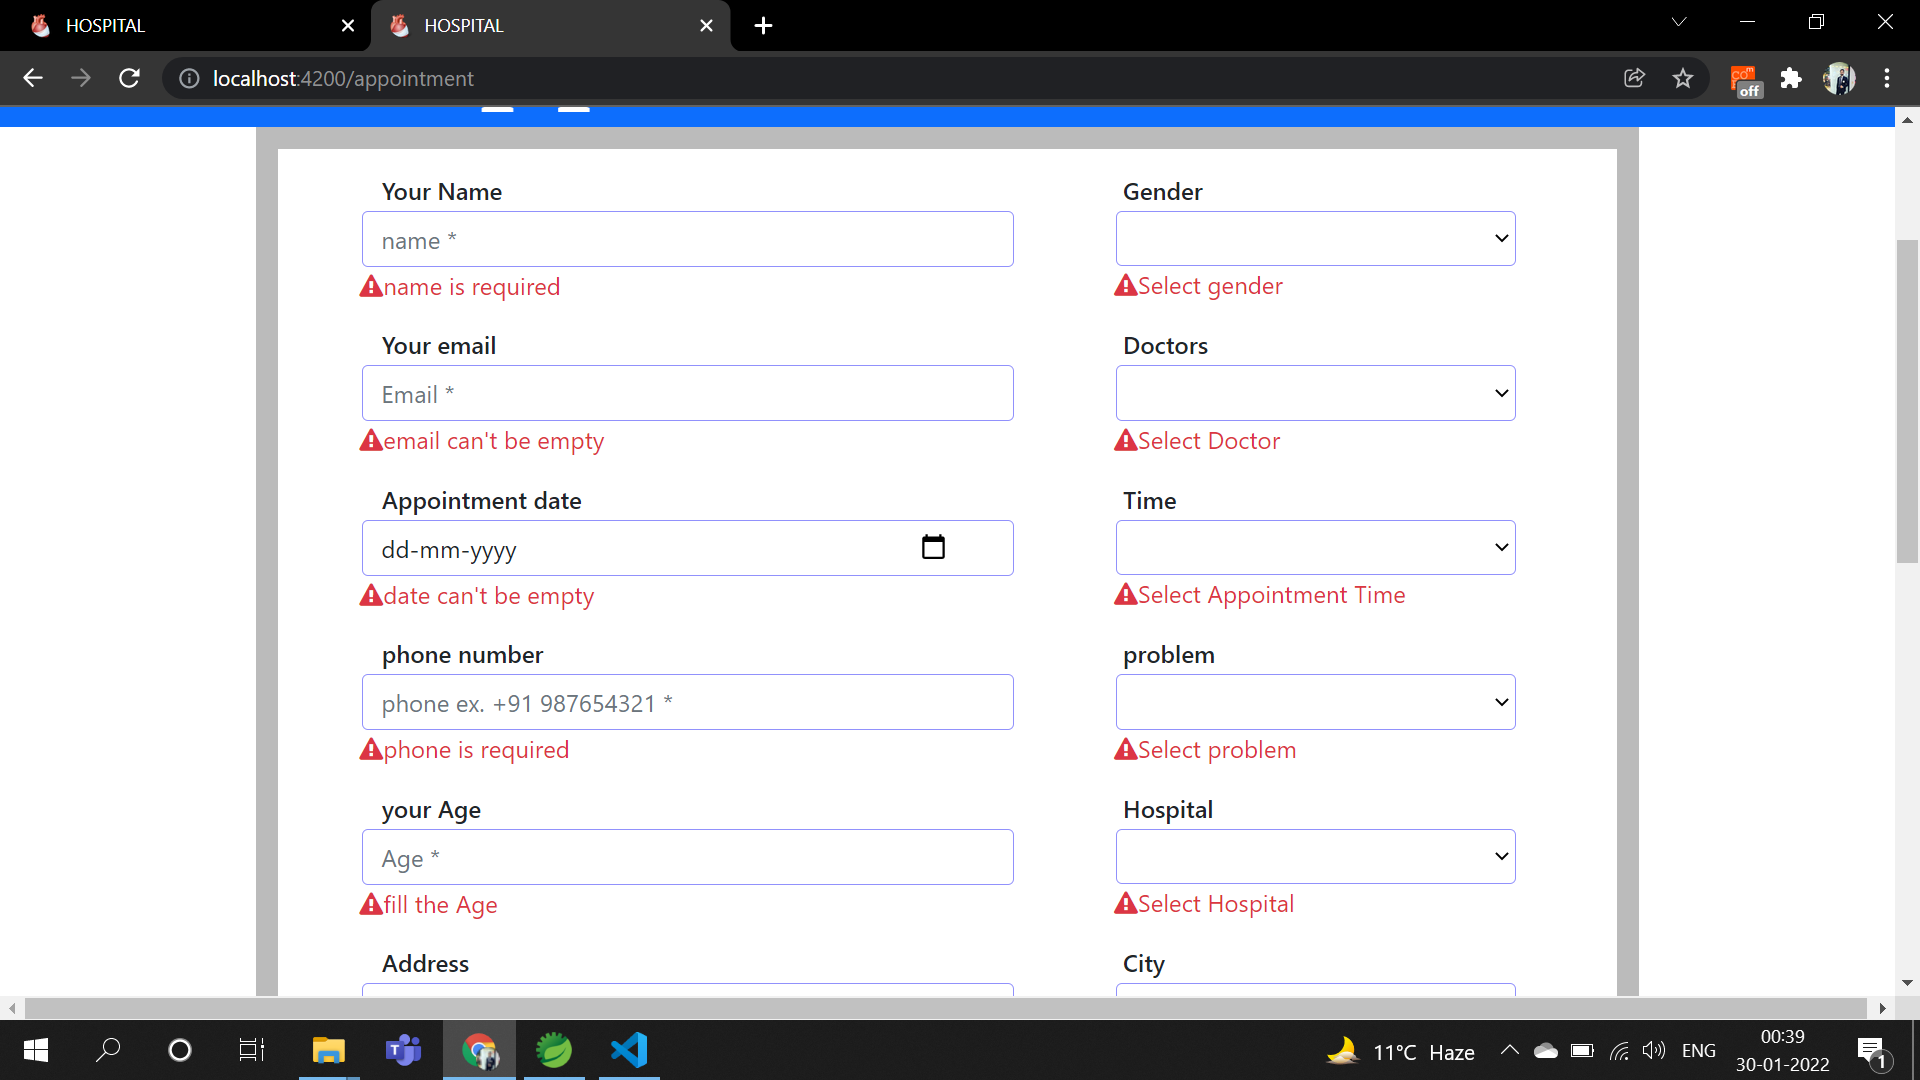 HOSPITAL
HOSPITAL
localhost:4200/appointment
off
Your Name
Gender
name *
name is required
Select gender
Your email
Doctors
Email *
email can't be empty
Select Doctor
Appointment date
Time
dd-mm-yyyy
date can't be empty
Select Appointment Time
phone number
problem
phone ex. +91 987654321 *
phone is required
Select problem
your Age
Hospital
Age *
fill the Age
Select Hospital
Address
City
11°C Haze
ENG
00:39
30-01-2022
1